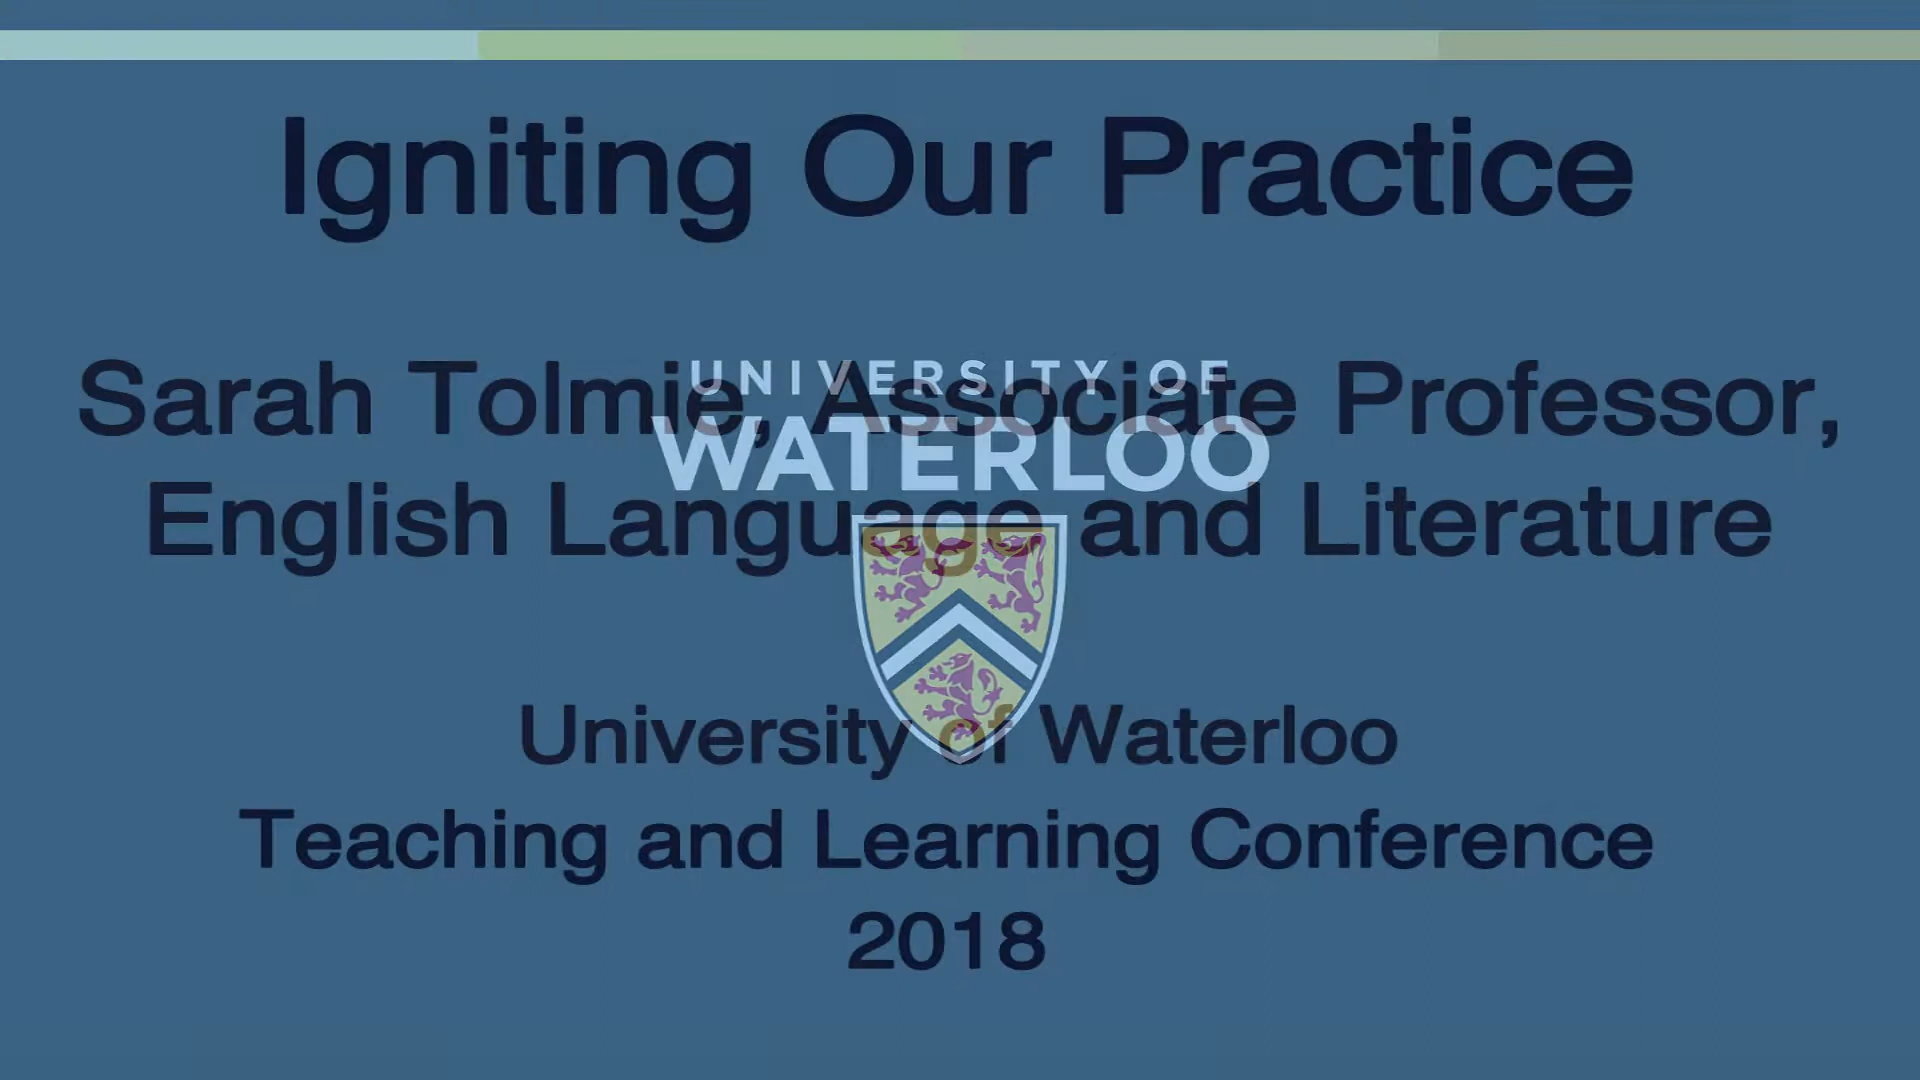 Igniting Our Practice
Sarah Tolmie, Associate Professor,
English Language and Literature
UNIVERSITY OF
WATERLOO
University of Waterloo
Teaching and Learning Conference
2018